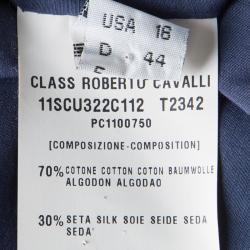 USA 16
D. 44
CLASS ROBERTO CAVALLI
11SCU322C112 T2342
PC1100750
[COMPOSIZIONE-COMPOSITION]
70% COTONE COTTON COTON BAUMWOLLE
ALGODON ALGODAO
30% SETA SILK SOIE SEIDE SEDA
SEDA